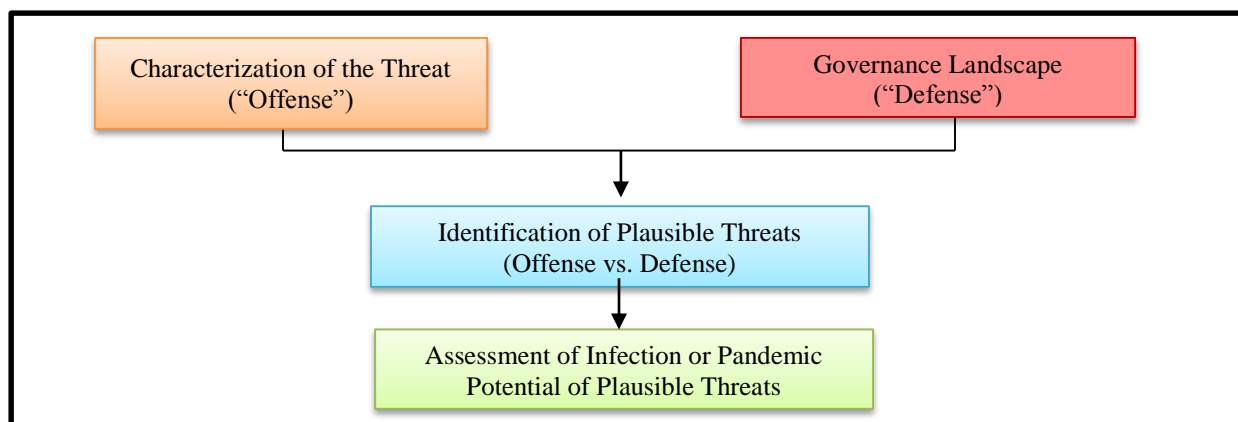 Characterization of the Threat
(“Offense”)
Governance Landscape
(“Defense”)
Identification of Plausible Threats
(Offense vs. Defense)
Assessment of Infection or Pandemic
Potential of Plausible Threats